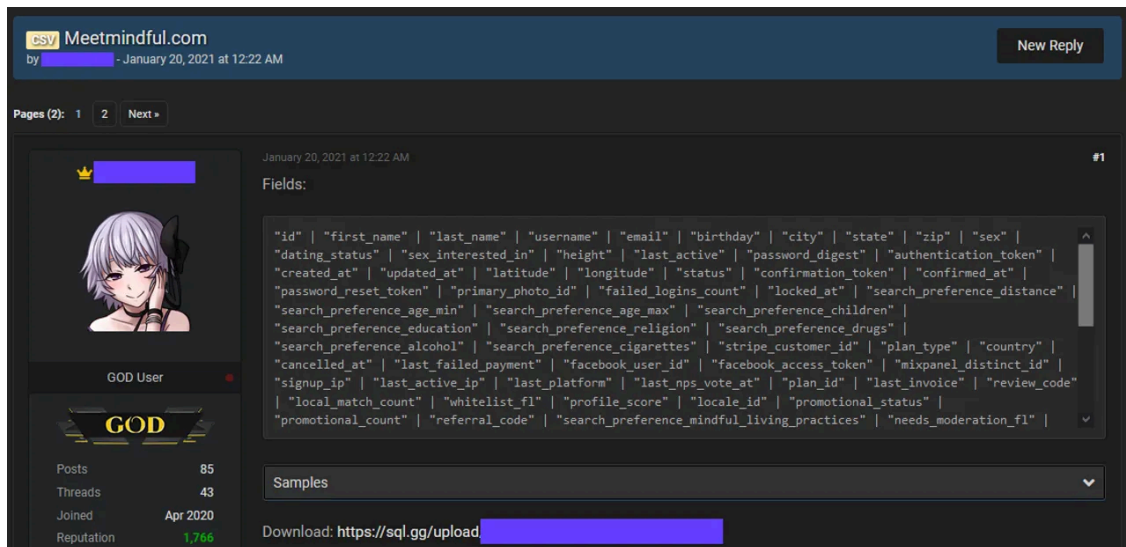 CSV Meetmindful.com
by - January 20, 2021 at 12:22 AM
New Reply
Pages (2): 1 2 Next »
January 20, 2021 at 12:22 AM
#1
Fields:
"id" | "first_name" | "last_name" | "username" | "email" | "birthday" | "city" | "state" | "zip" | "sex" |
"dating_status" | "sex_interested_in" | "height" | "last_active" | "password_digest" | "authentication_token" |
"created_at" | "updated_at" | "latitude" | "longitude" | "status" | "confirmation_token" | "confirmed_at" |
"password_reset_token" | "primary_photo_id" | "failed_logins_count" | "locked_at" | "search_preference_distance" |
"search_preference_age_min" | "search_preference_age_max" | "search_preference_children" |
"search_preference_education" | "search_preference_religion" | "search_preference_drugs" |
"search_preference_alcohol" | "search_preference_cigarettes" | "stripe_customer_id" | "plan_type" | "country" |
"cancelled_at" | "last_failed_payment" | "facebook_user_id" | "facebook_access_token" | "mixpanel_distinct_id" |
"signup_ip" | "last_active_ip" | "last_platform" | "last_nps_vote_at" | "plan_id" | "last_invoice" | "review_code"
| "local_match_count" | "whitelist_fl" | "profile_score" | "locale_id" | "promotional_status" |
"promotional_count" | "referral_code" | "search_preference_mindful_living_practices" | "needs_moderation_fl" |
GOD User
GOD
Posts 85
Threads 43
Joined Apr 2020
Reputation 1,766
Samples
Download: https://sql.gg/upload